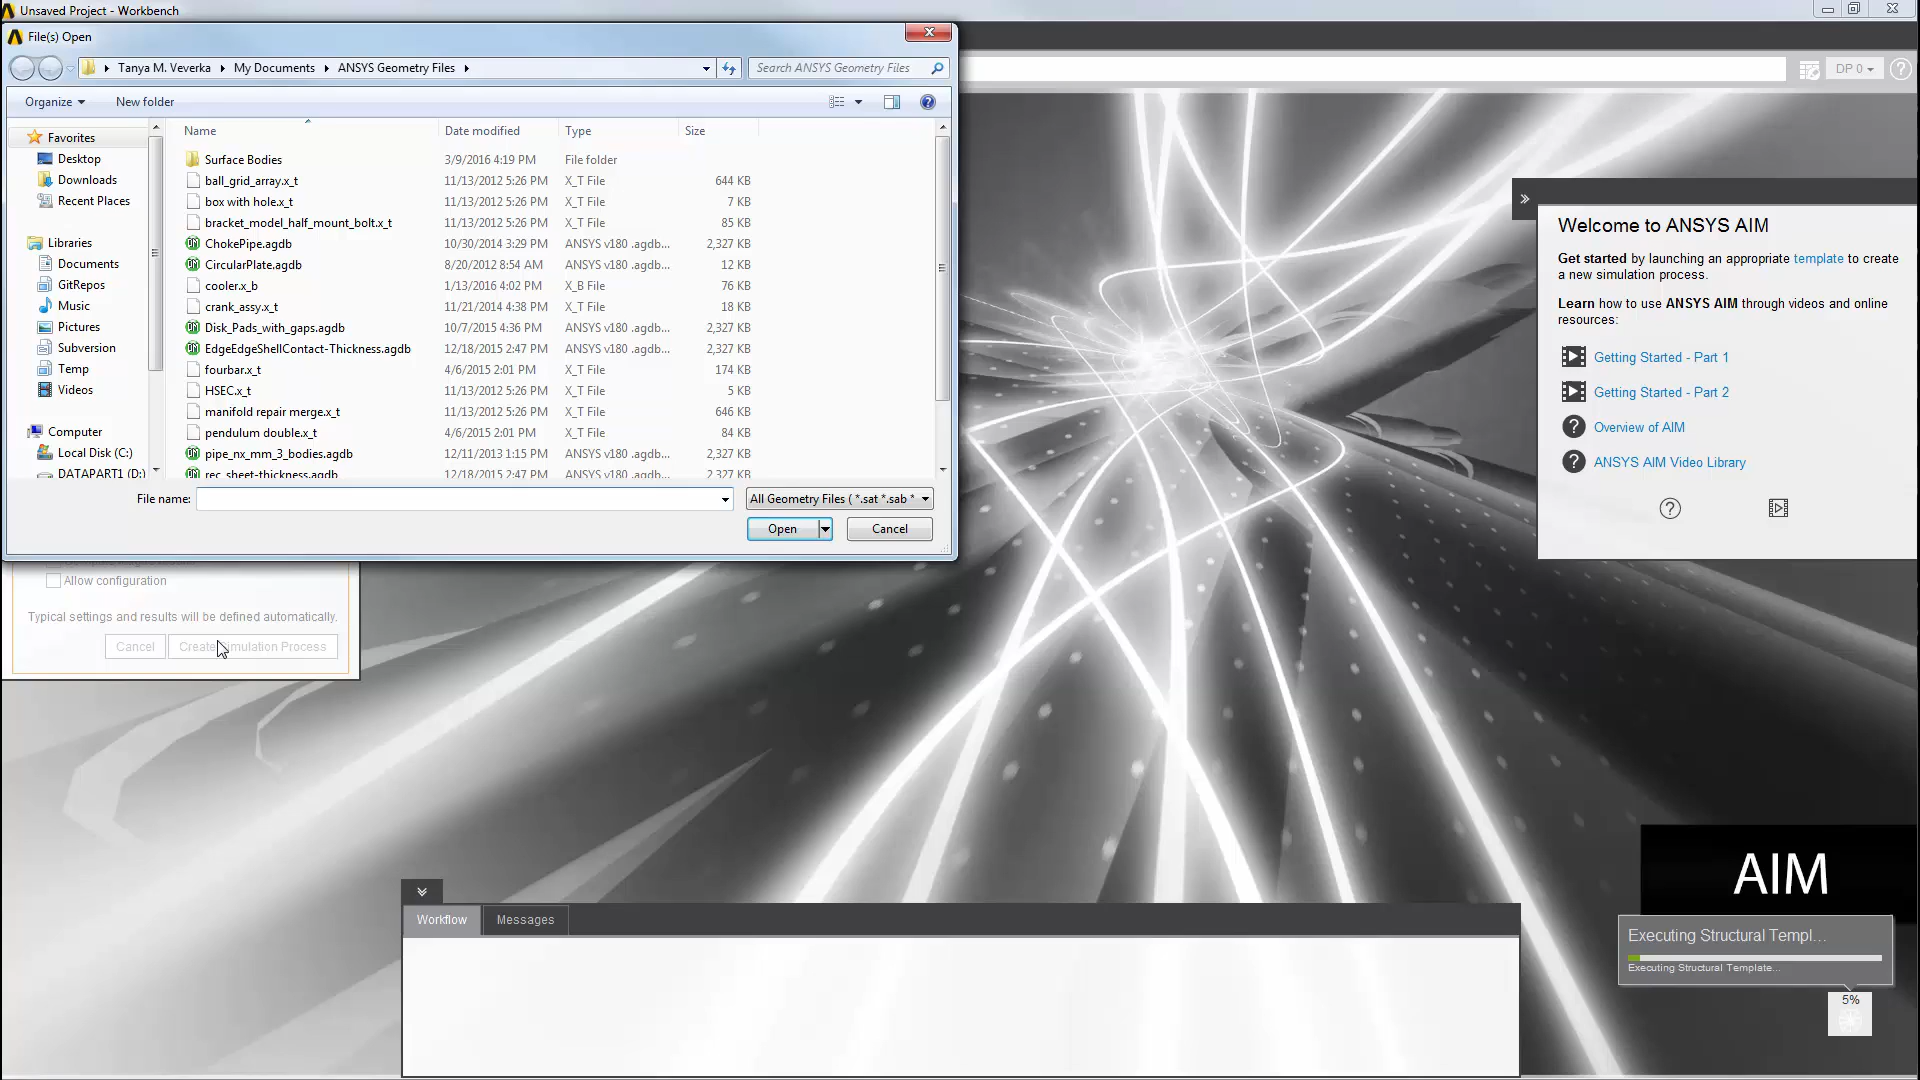 Unsaved Project - Workbench
File(s) Open
Tanya M. Veverka
My Documents
ANSYS Geometry Files
Search ANSYS Geometry Files
DP 0
Organize
New folder
Name
Date modified
Type
Size
Favorites
Desktop
Downloads
Recent Places
Libraries
Documents
GitRepos
Music
Pictures
Subversion
Temp
Videos
Computer
Local Disk (C:)
DATAPART1 (D:)
Surface Bodies 3/9/2016 4:19 PM File folder
ball_grid_array.x_t 11/13/2012 5:26 PM X_T File 644 KB
box with hole.x_t 11/13/2012 5:26 PM X_T File 7 KB
bracket_model_half_mount_bolt.x_t 11/13/2012 5:26 PM X_T File 85 KB
ChokePipe.agdb 10/30/2014 3:29 PM ANSYS v180 .agdb... 2,327 KB
CircularPlate.agdb 8/20/2012 8:54 AM ANSYS v180 .agdb... 12 KB
cooler.x_b 1/13/2016 4:02 PM X_B File 76 KB
crank_assy.x_t 11/21/2014 4:38 PM X_T File 18 KB
Disk_Pads_with_gaps.agdb 10/7/2015 4:36 PM ANSYS v180 .agdb... 2,327 KB
EdgeEdgeShellContact-Thickness.agdb 12/18/2015 2:47 PM ANSYS v180 .agdb... 2,327 KB
fourbar.x_t 4/6/2015 2:01 PM X_T File 174 KB
HSEC.x_t 11/13/2012 5:26 PM X_T File 5 KB
manifold repair merge.x_t 11/13/2012 5:26 PM X_T File 646 KB
pendulum double.x_t 4/6/2015 2:01 PM X_T File 84 KB
pipe_nx_mm_3_bodies.agdb 12/11/2013 1:15 PM ANSYS v180 .agdb... 2,327 KB
rec_sheet-thickness.agdb 12/18/2015 2:47 PM ANSYS v180 .agdb... 2,327 KB
File name:
All Geometry Files ( *.sat *.sab *
Open
Cancel
Allow configuration
Typical settings and results will be defined automatically.
Cancel
Create Simulation Process
Welcome to ANSYS AIM
Get started by launching an appropriate template to create
a new simulation process.
Learn how to use ANSYS AIM through videos and online
resources:
Getting Started - Part 1
Getting Started - Part 2
Overview of AIM
ANSYS AIM Video Library
Workflow
Messages
AIM
Executing Structural Templ...
Executing Structural Template...
5%